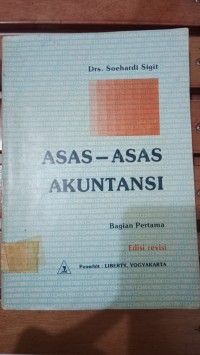 Drs. Soehardi Sigit
ASAS – ASAS
AKUNTANSI
Bagian Pertama
Edisi revisi
Penerbit LIBERTY, YOGYAKARTA